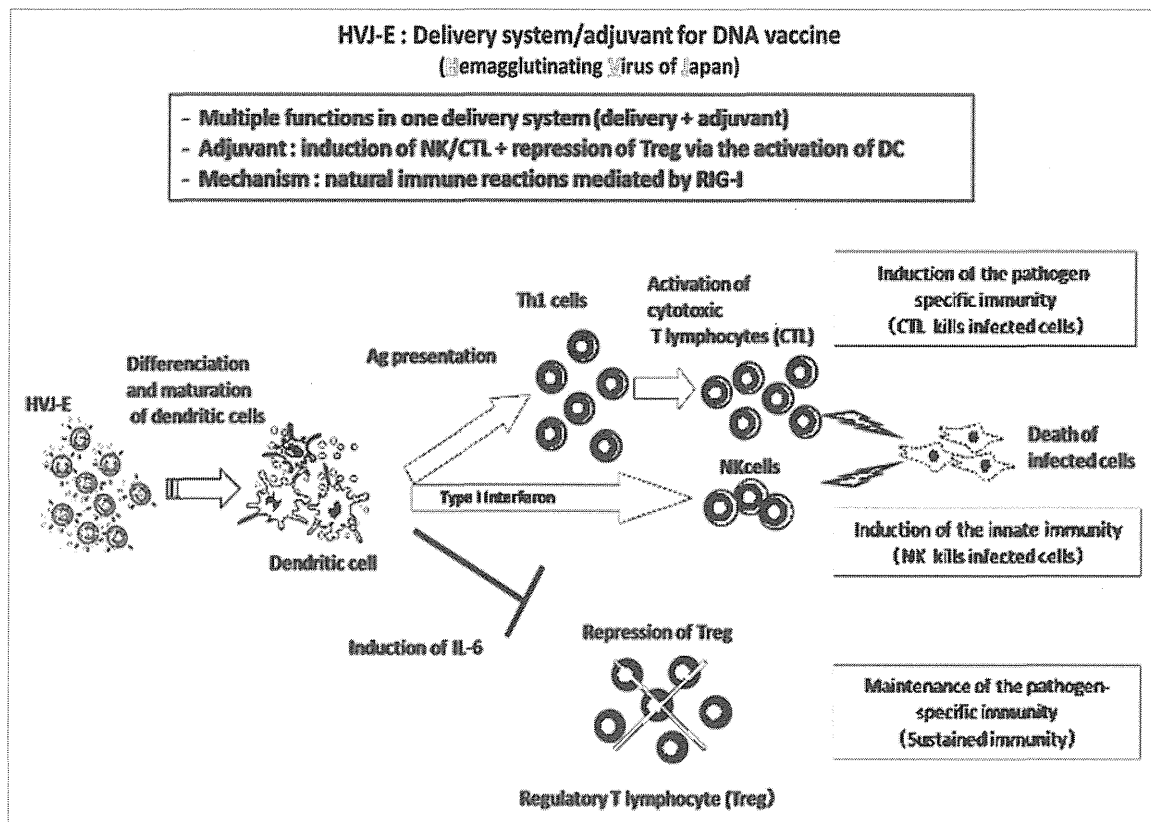 HVJ-E : Delivery system/adjuvant for DNA vaccine
(Hemagglutinating Virus of Japan)
- Multiple functions in one delivery system (delivery + adjuvant)
- Adjuvant : induction of NK/CTL + repression of Treg via the activation of DC
- Mechanism : natural immune reactions mediated by RIG-I
HVJ-E
Differenciation
and maturation
of dendritic cells
Dendritic cell
Ag presentation
Th1 cells
Activation of
cytotoxic
T lymphocytes (CTL)
Type I Interferon
NKcells
Death of
infected cells
Induction of the pathogen-
specific immunity
(CTL kills infected cells)
Induction of the innate immunity
(NK kills infected cells)
Induction of IL-6
Repression of Treg
Regulatory T lymphocyte (Treg)
Maintenance of the pathogen-
specific immunity
(Sustained immunity)